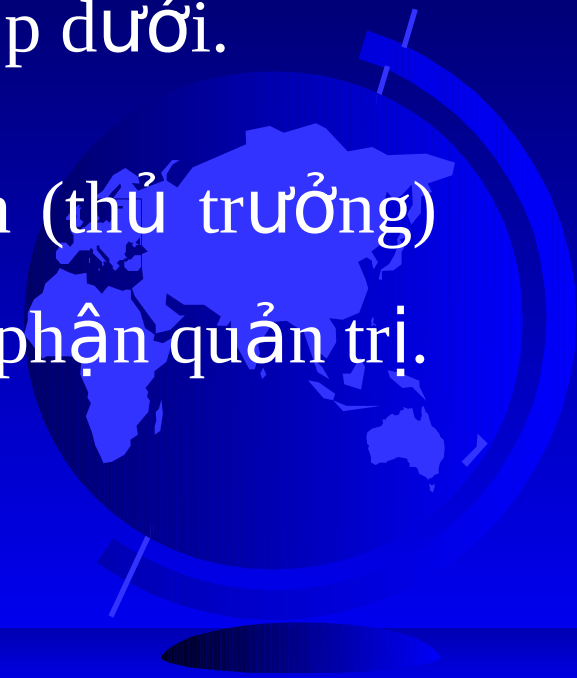 p dưới.
(thủ trưởng)
phận quản trị.